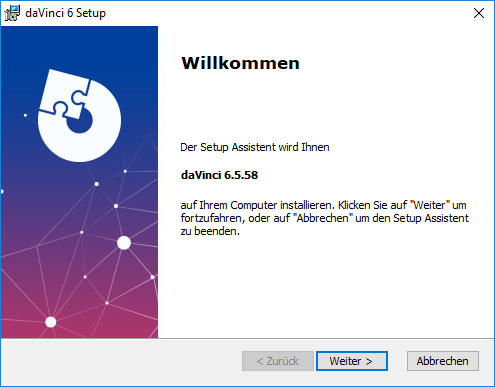 daVinci 6 Setup
Willkommen
Der Setup Assistent wird Ihnen
daVinci 6.5.58
auf Ihrem Computer installieren. Klicken Sie auf "Weiter" um
fortzufahren, oder auf "Abbrechen" um den Setup Assistent
zu beenden.
< Zurück Weiter > Abbrechen